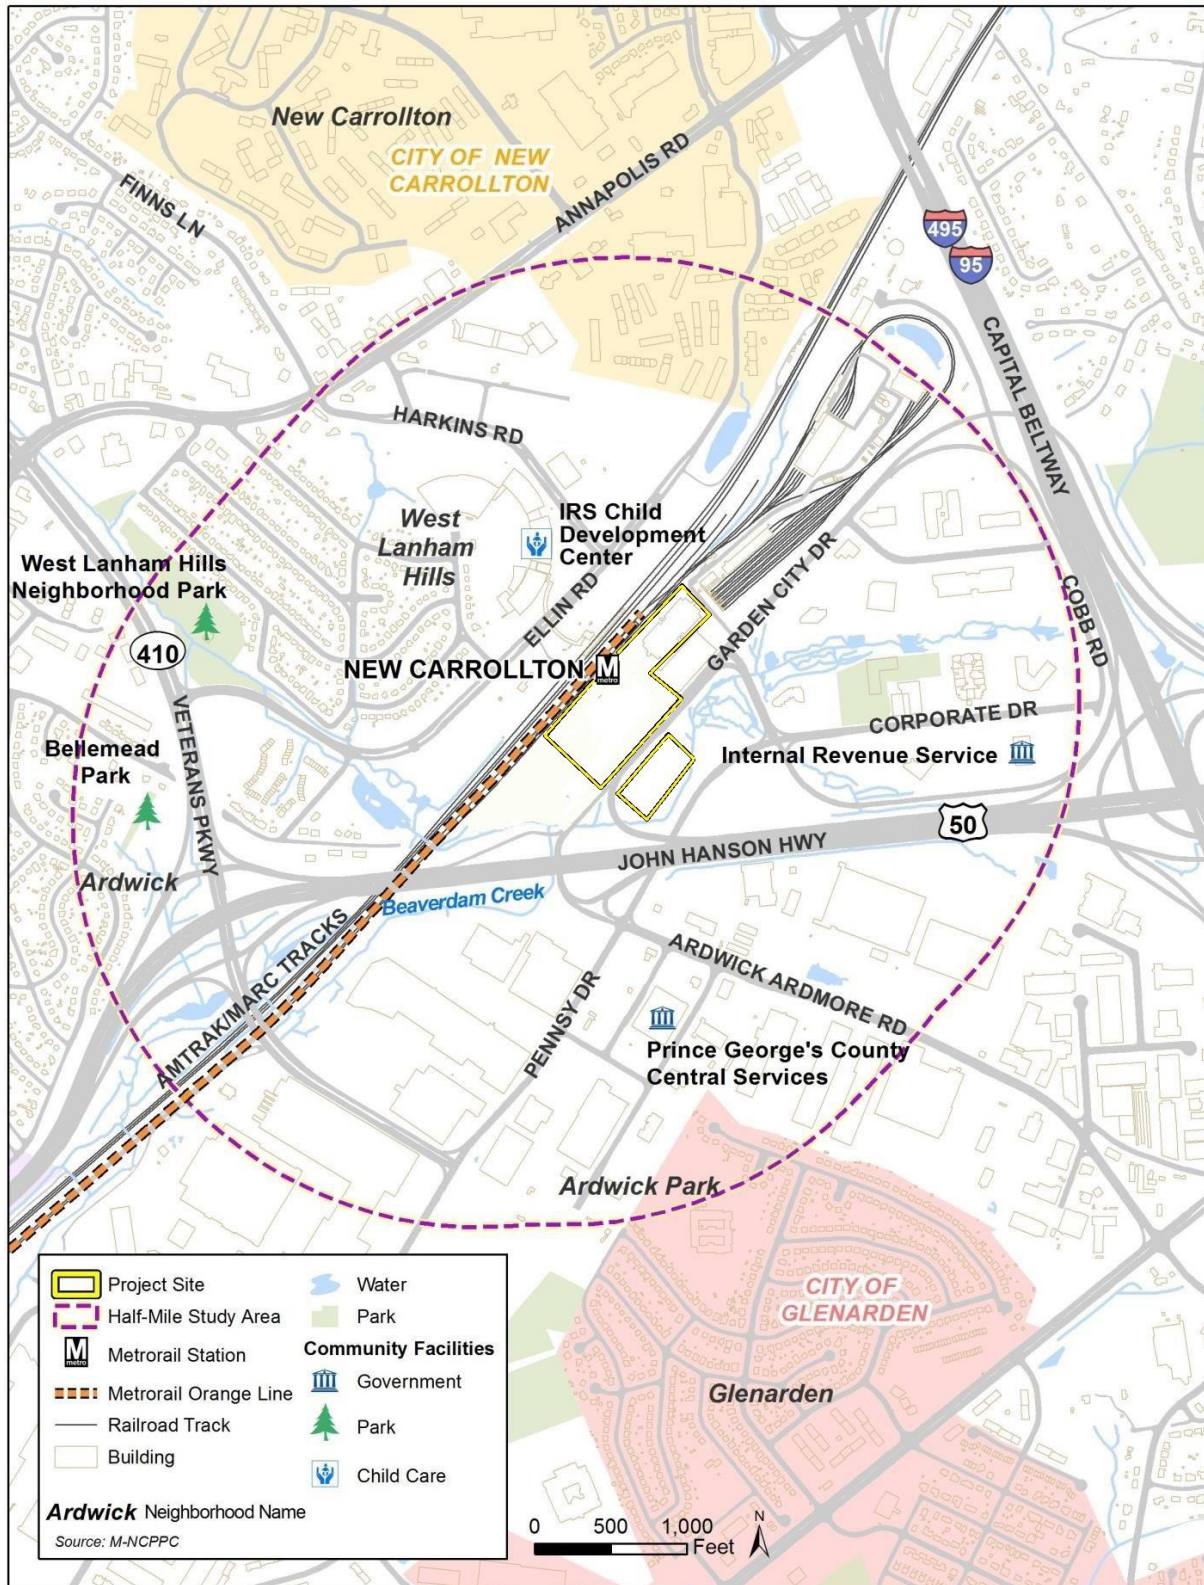 New Carrollton
CITY OF NEW
CARROLLTON
ANNAPOLIS RD
FINNS LN
495
95
CAPITAL BELTWAY
HARKINS RD
West
Lanham
Hills
IRS Child
Development
Center
West Lanham Hills
Neighborhood Park
410
ELLIN RD
GARDEN CITY DR
COBB RD
NEW CARROLLTON
M
metro
VETERANS PKWY
CORPORATE DR
Bellemead
Park
Internal Revenue Service
50
JOHN HANSON HWY
Ardwick
Beaverdam Creek
AMTRAK/MARC TRACKS
ARDWICK ARDMORE RD
PENNSY DR
Prince George's County
Central Services
Ardwick Park
CITY OF
GLENARDEN
Glenarden
Project Site
Half-Mile Study Area
M
metro
Metrorail Station
Metrorail Orange Line
Railroad Track
Building
Water
Park
Community Facilities
Government
Park
Child Care
Ardwick Neighborhood Name
Source: M-NCPPC
0 500 1,000
Feet
N